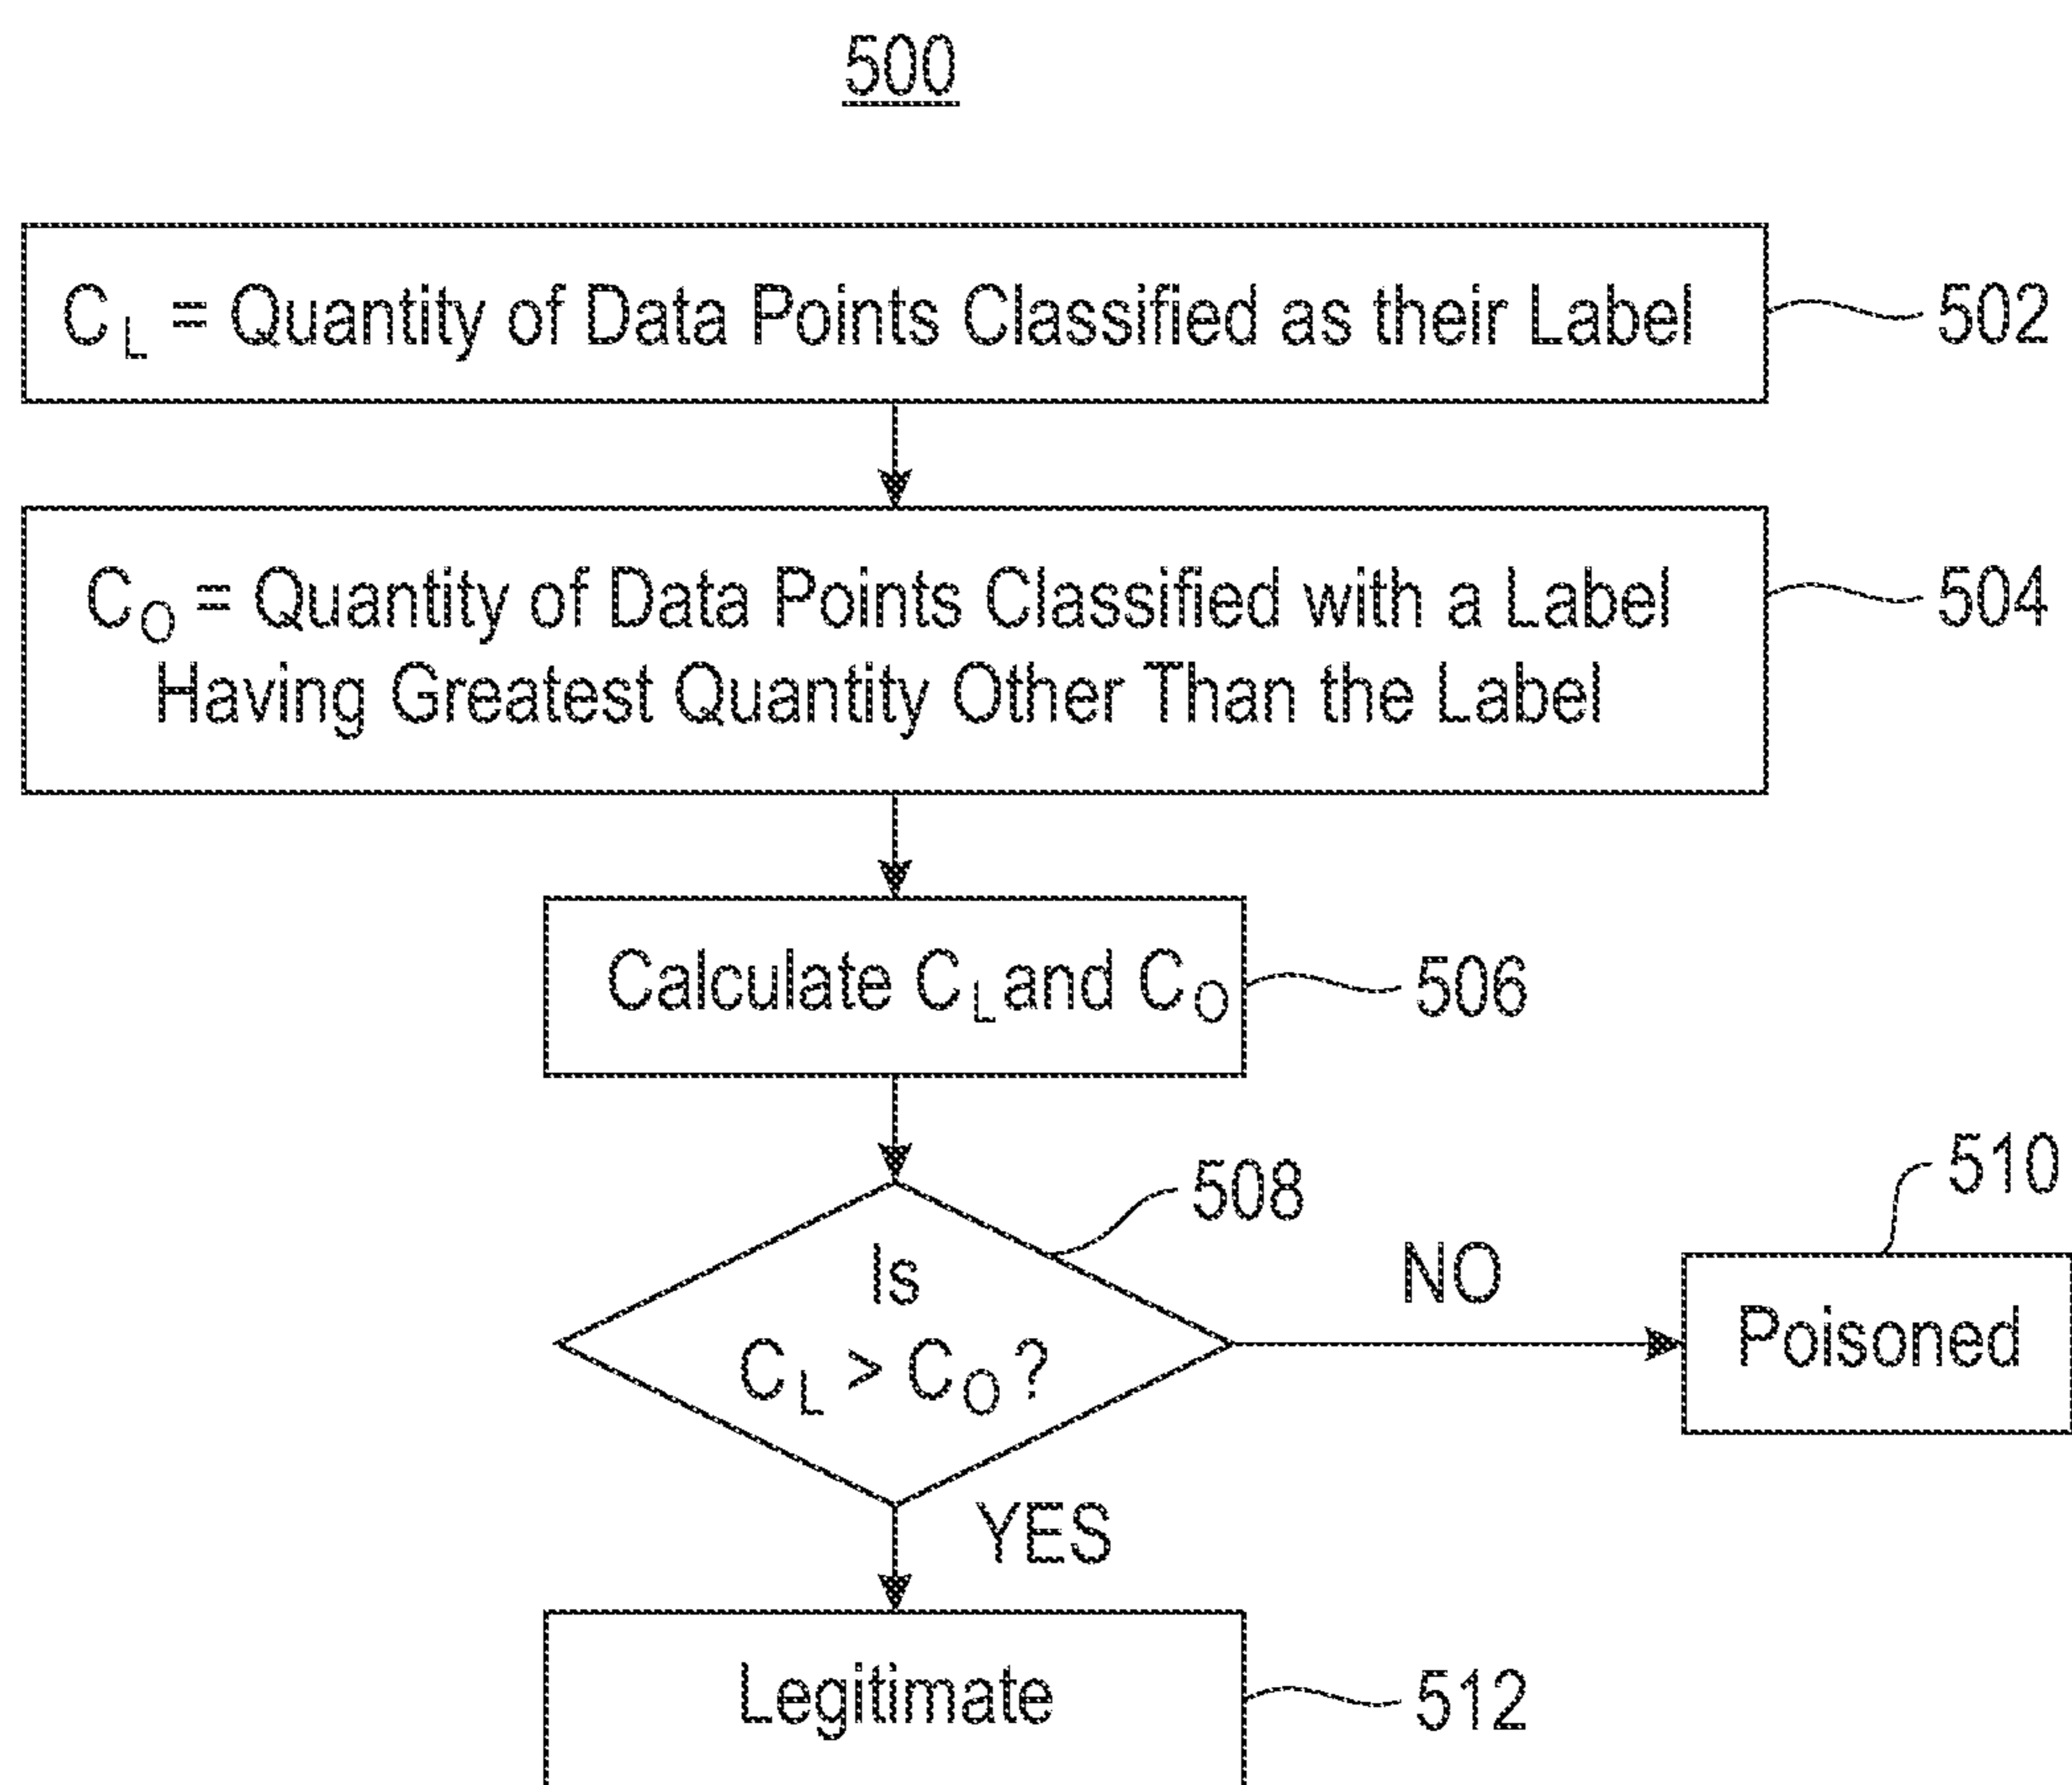 500
C_L = Quantity of Data Points Classified as their Label
502
C_O = Quantity of Data Points Classified with a Label
Having Greatest Quantity Other Than the Label
504
Calculate C_L and C_O
506
508
Is
C_L > C_O?
NO
510
Poisoned
YES
Legitimate
512